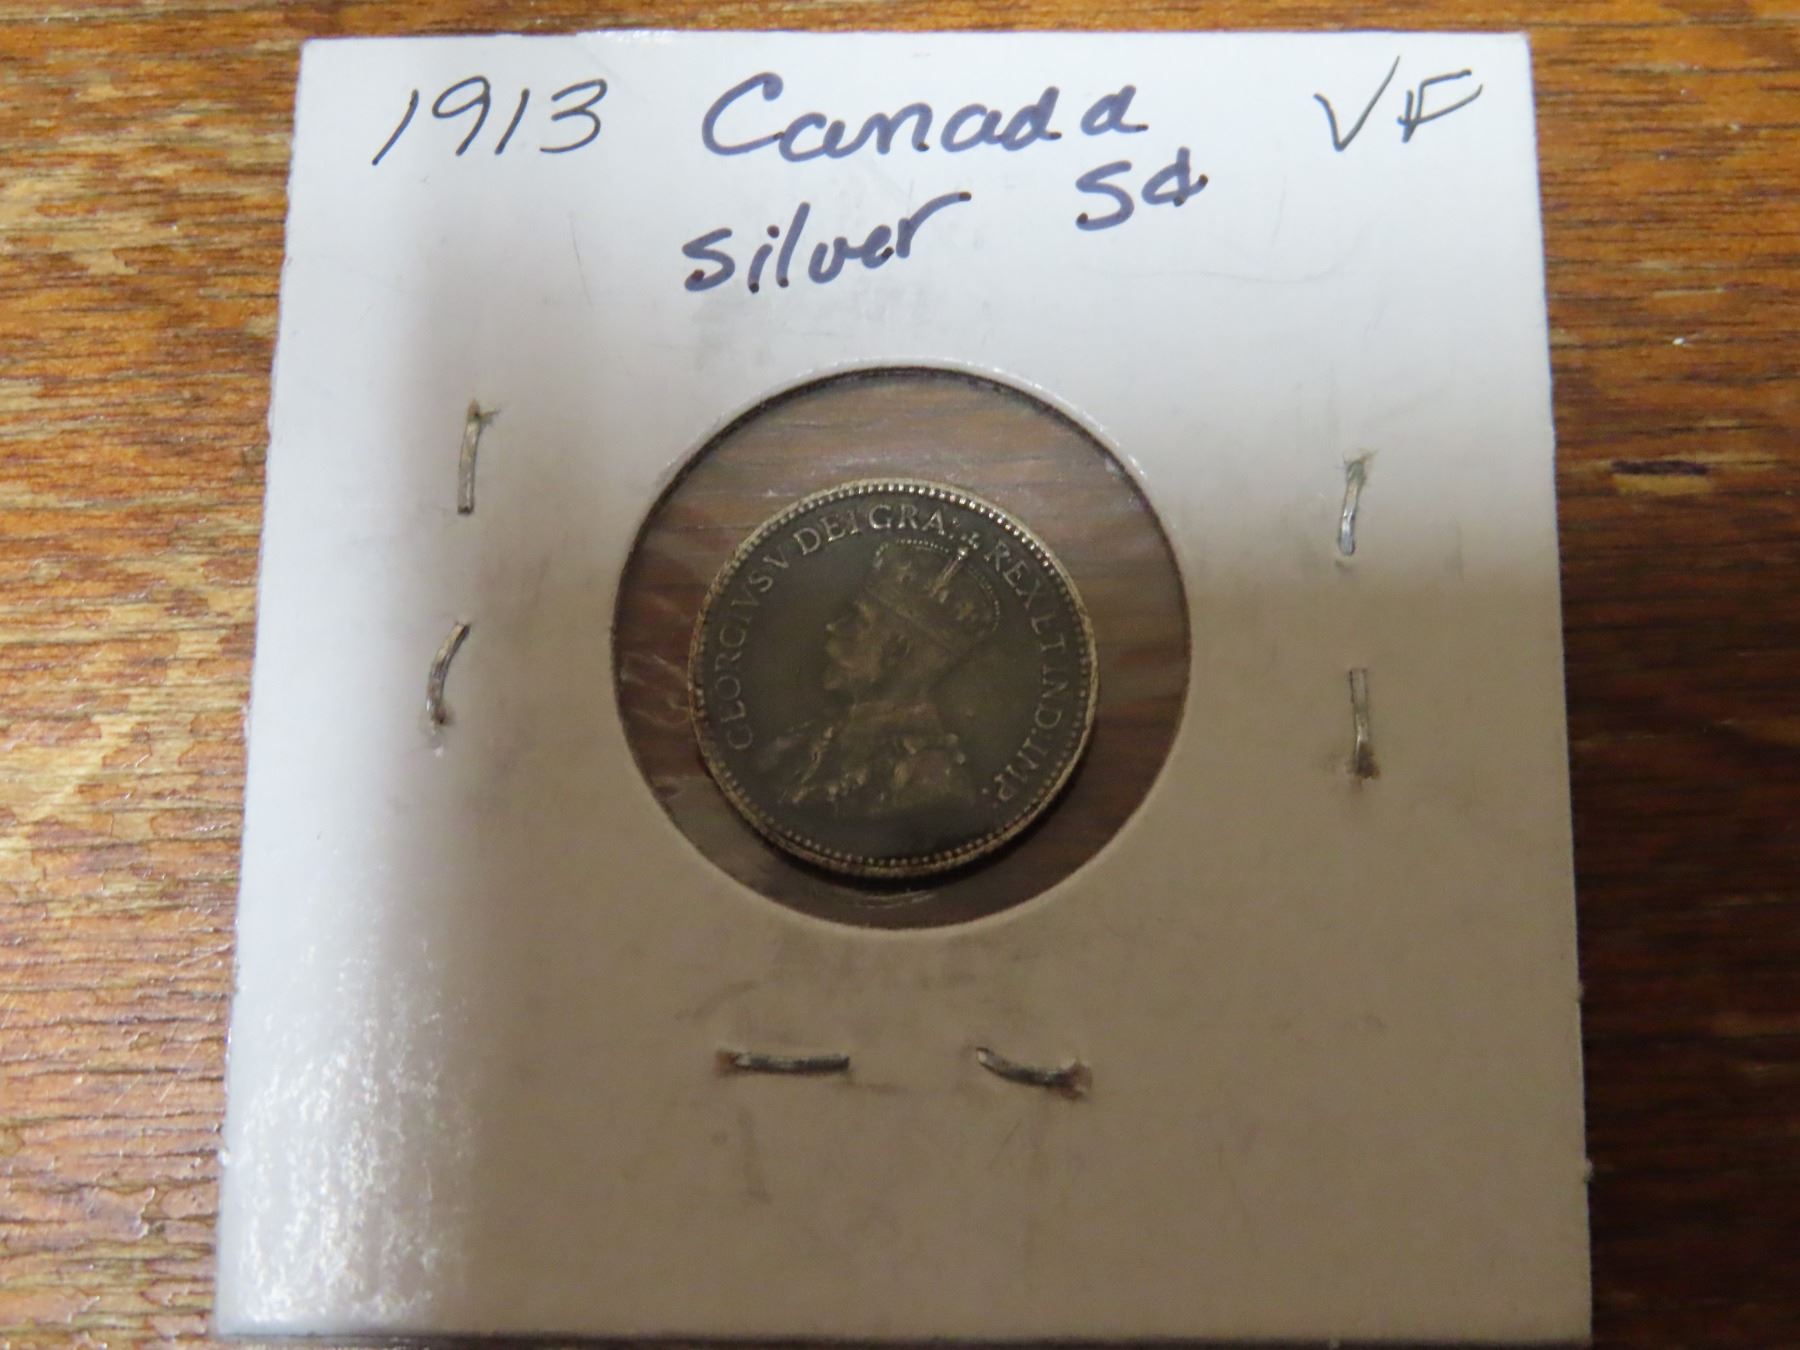 1913 Canada VF
silver 5¢
GEORGIVS V DEI GRA: REX ET IND: IMP: